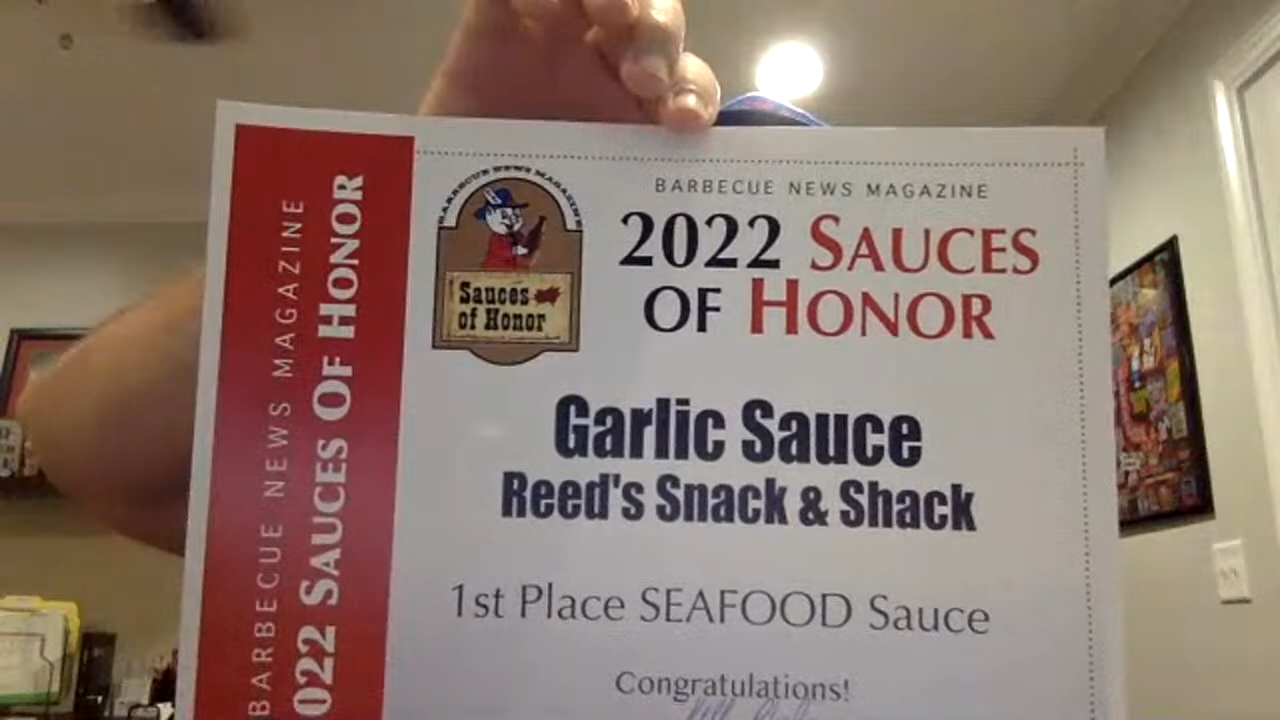 BARBECUE NEWS MAGAZINE
2022 SAUCES
OF HONOR
BARBECUE NEWS MAGAZINE
Sauces
of Honor
Garlic Sauce
Reed's Snack & Shack
1st Place SEAFOOD Sauce
Congratulations!
BARBECUE NEWS MAGAZINE
022 SAUCES OF HONOR